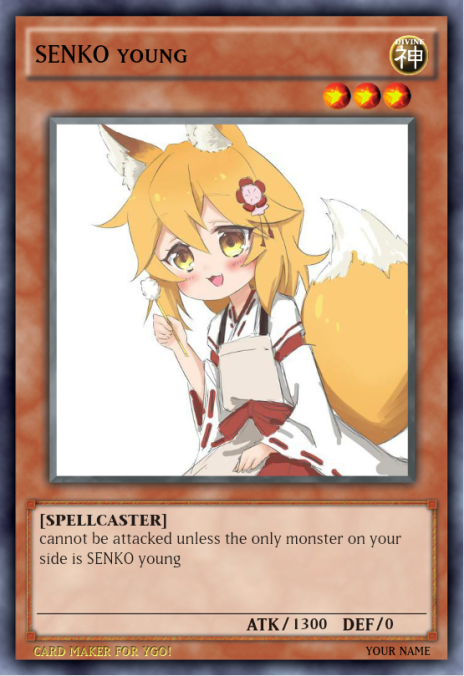 SENKO YOUNG
DIVINE
神
[SPELLCASTER]
cannot be attacked unless the only monster on your
side is SENKO young
ATK/1300 DEF/0
CARD MAKER FOR YGO! YOUR NAME